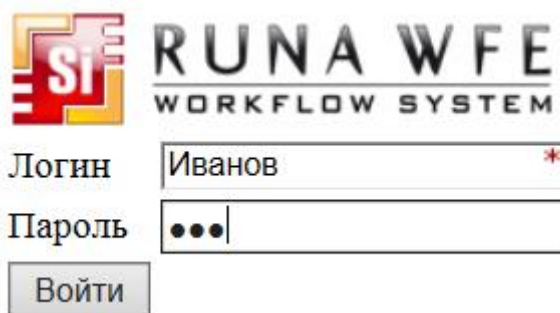 Si RUNA WFE
WORKFLOW SYSTEM
Логин Иванов *
Пароль •••
Войти